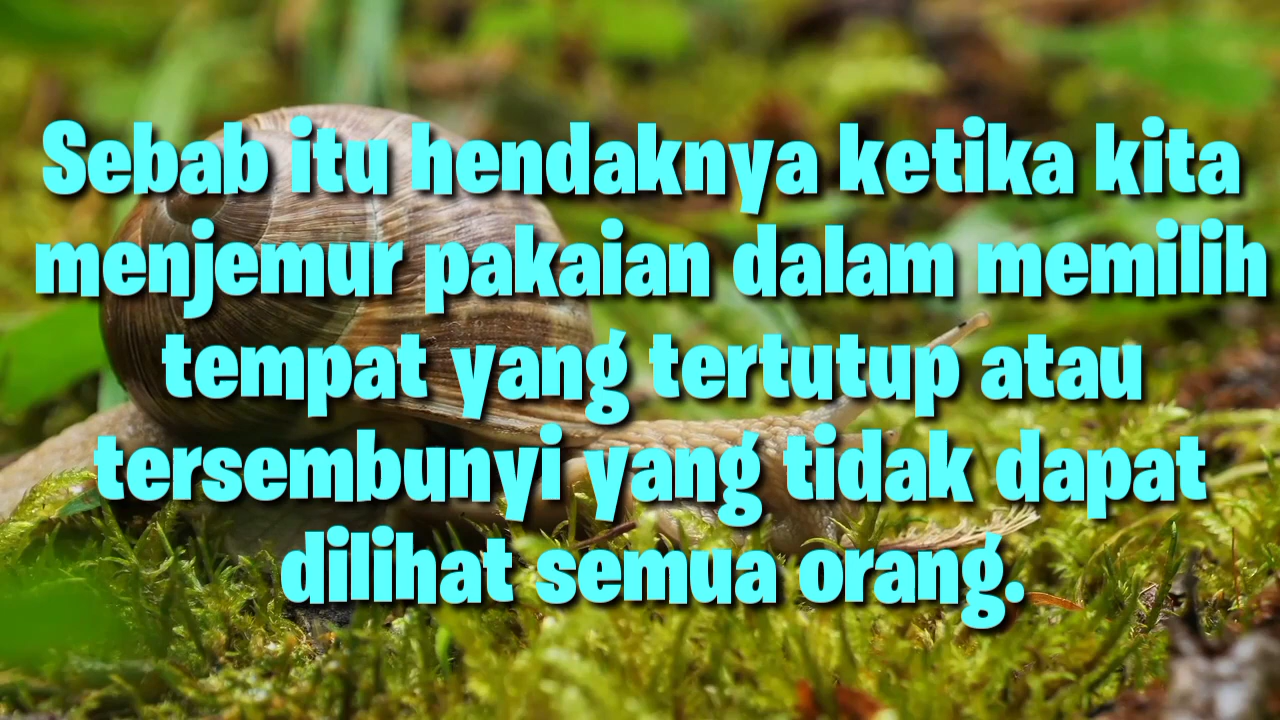 Sebab itu hendaknya ketika kita
menjemur pakaian dalam memilih
tempat yang tertutup atau
tersembunyi yang tidak dapat
dilihat semua orang.